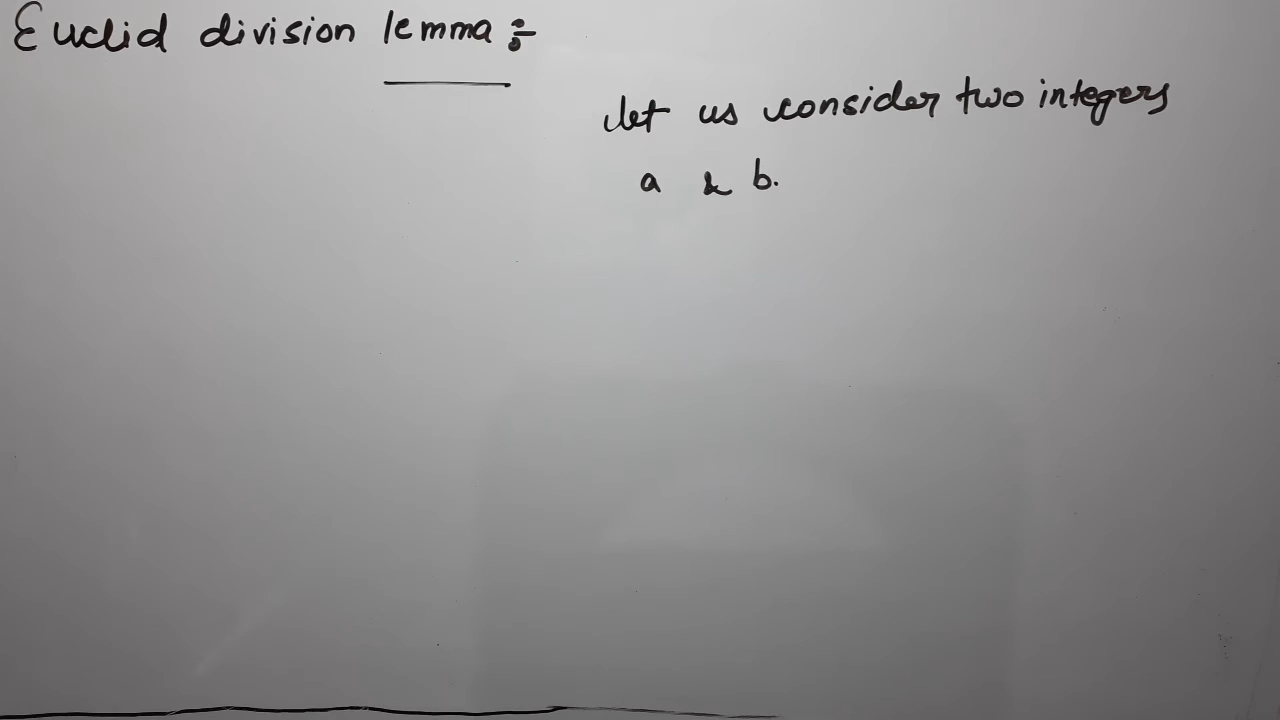 Euclid division lemma :-
let us consider two integers
a & b.